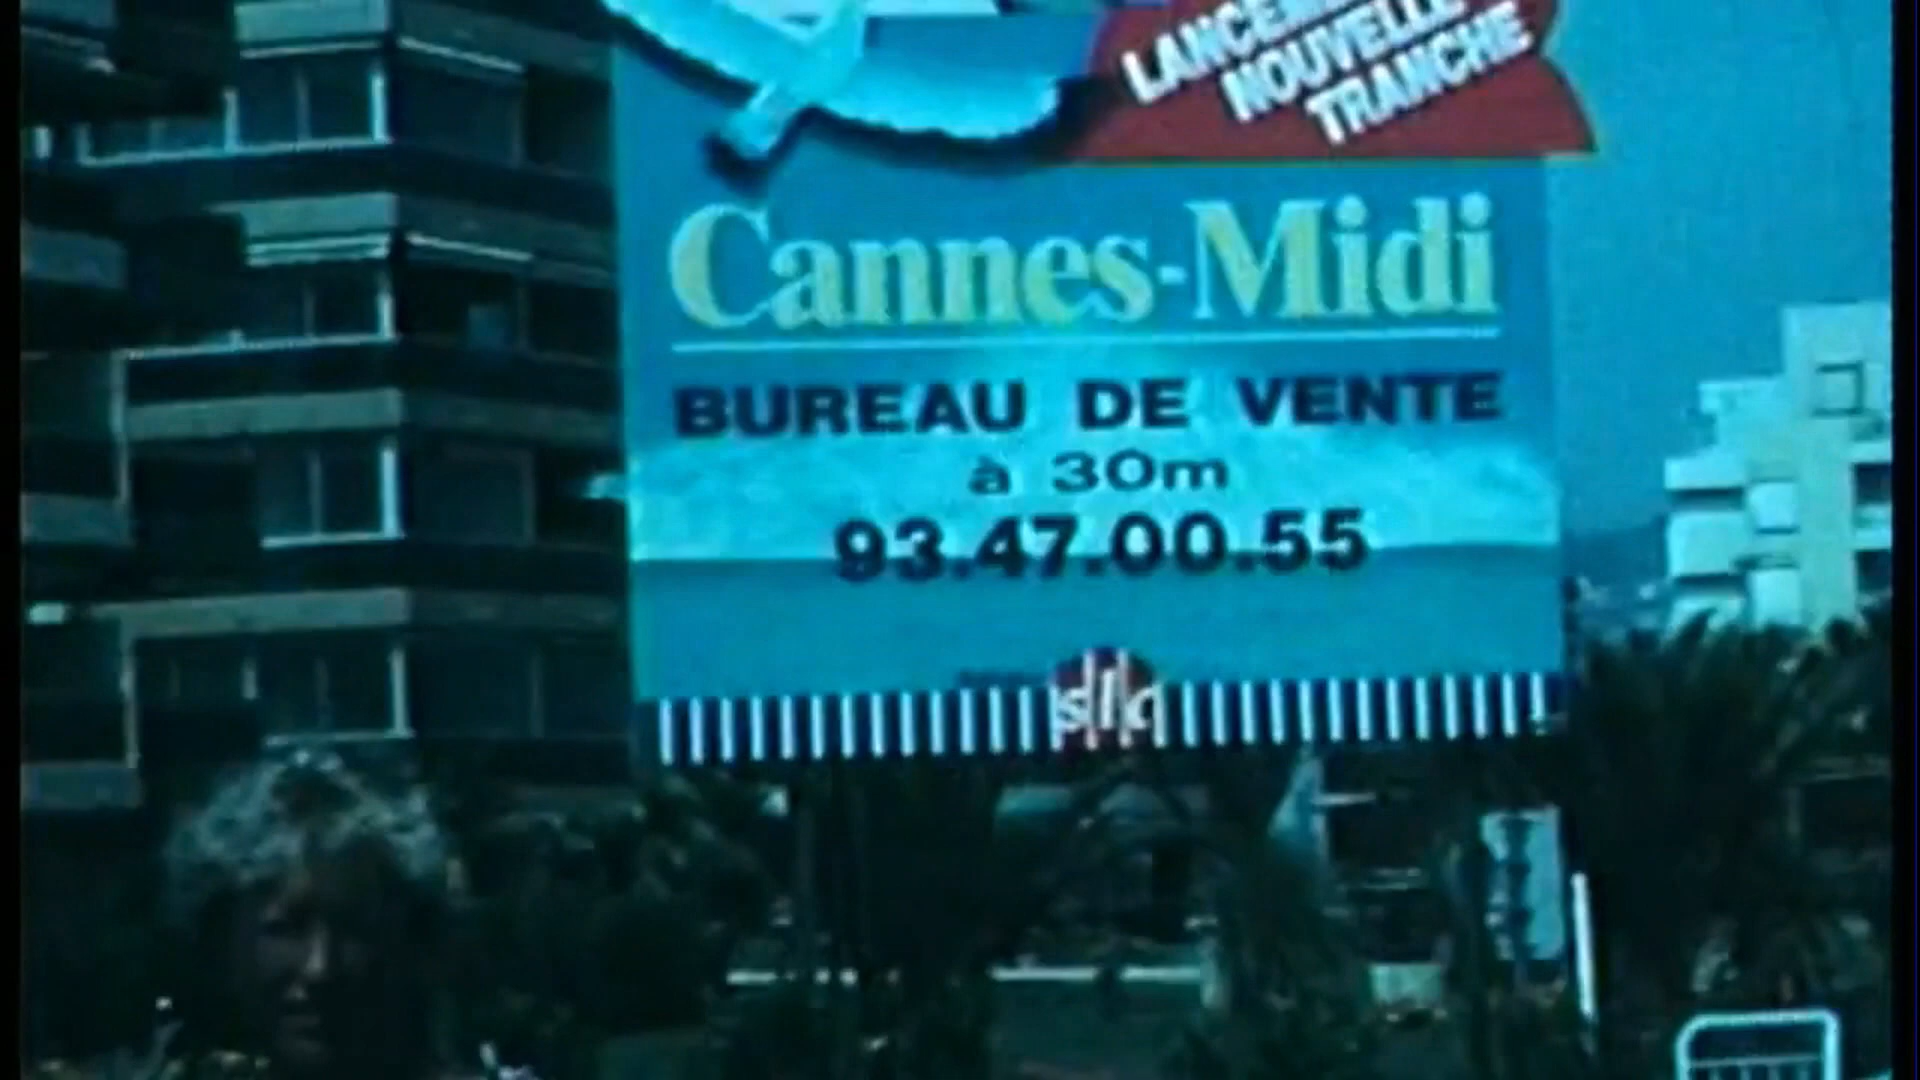 NOUVELLE
TRANCHE
Cannes-Midi
BUREAU DE VENTE
à 30m
93.47.00.55